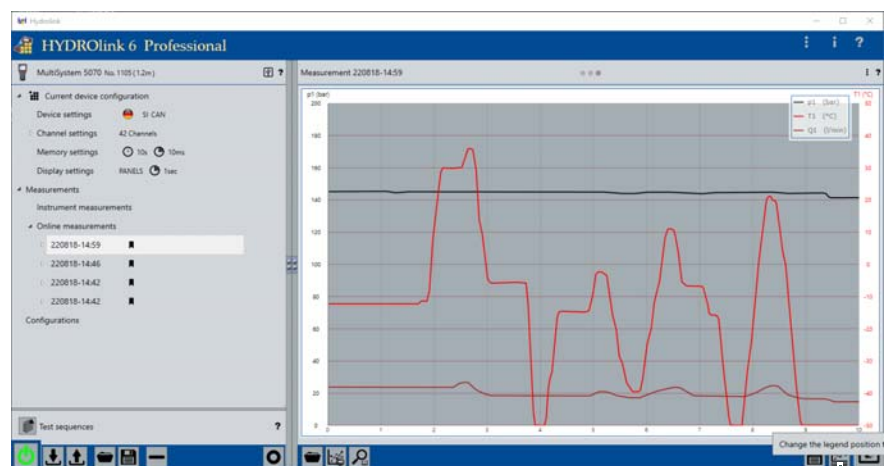 Hydrolink
HYDROlink 6 Professional
i ?
MultiSystem 5070 No. 1105 (1.2m)
?
Current device configuration
Device settings SI CAN
Channel settings 42 Channels
Memory settings 10s 10ms
Display settings PANELS 1sec
Measurements
Instrument measurements
Online measurements
220818-14:59
220818-14:46
220818-14:42
220818-14:42
Configurations
Test sequences ?
Measurement 220818-14:59
?
p1 (bar)
T1 (°C)
p1 (bar)
T1 (°C)
Q1 (l/min)
200 50
180 40
160 30
140 20
120 10
100 0
80
60 -20
40 -30
20 -40
0 -50
0 1 2 3 4 5 6 7 8 9 10
Change the legend position t